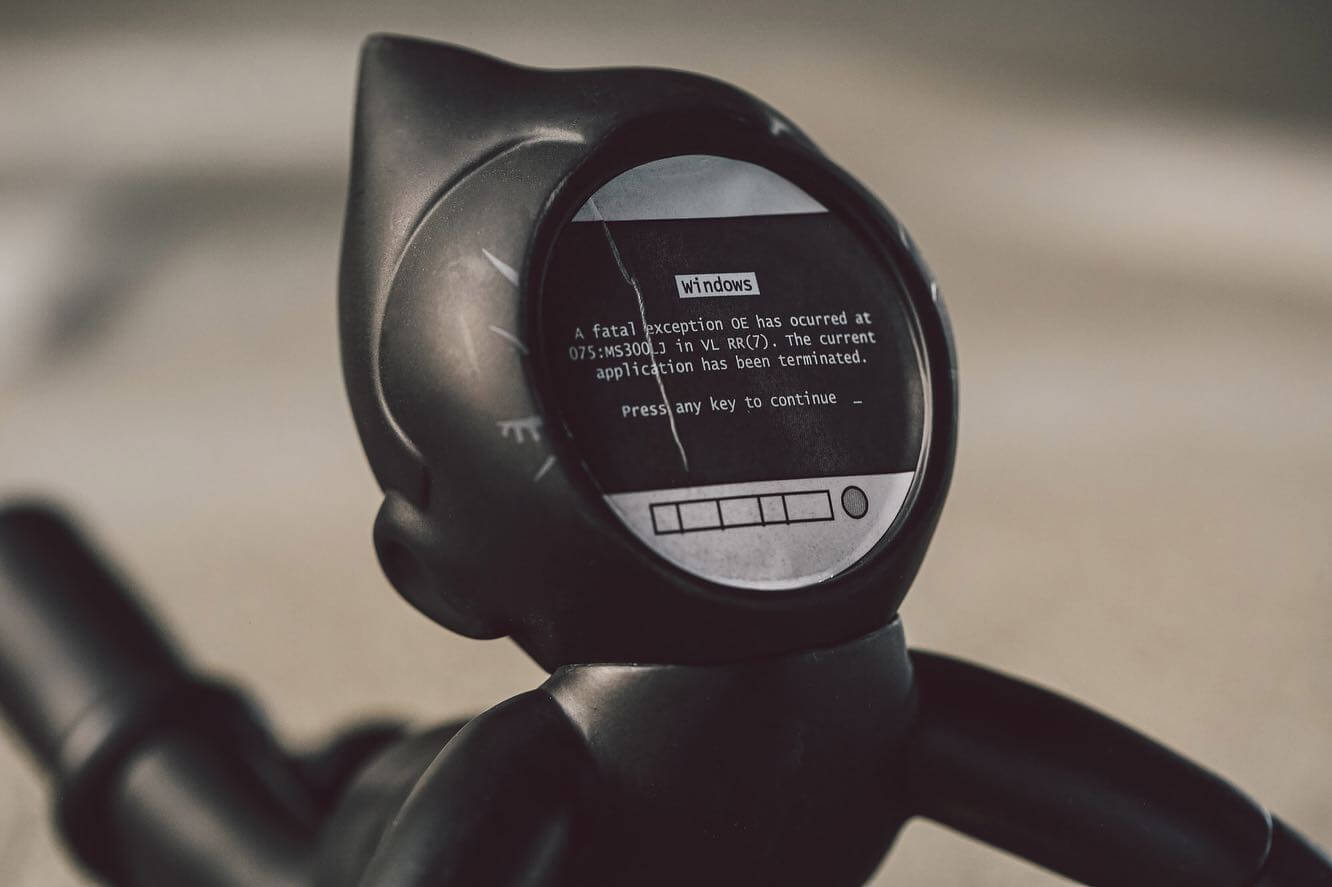 windows
A fatal exception OE has ocurred at
075:MS300LJ in VL RR(7). The current
application has been terminated.
Press any key to continue _